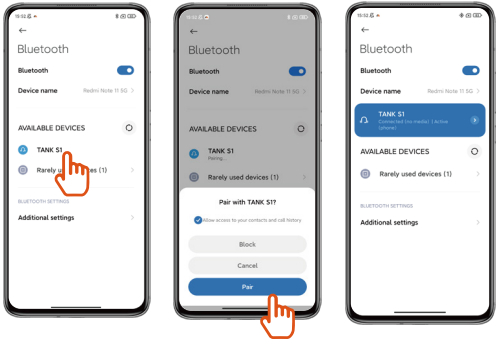 15:52
Bluetooth
Bluetooth
Device name Redmi Note 11 5G
AVAILABLE DEVICES
TANK S1
Rarely used devices (1)
BLUETOOTH SETTINGS
Additional settings
15:52
Bluetooth
Bluetooth
Device name Redmi Note 11 5G
AVAILABLE DEVICES
TANK S1
Pairing...
Rarely used devices (1)
Pair with TANK S1?
Allow access to your contacts and call history
Block
Cancel
Pair
15:52
Bluetooth
Bluetooth
Device name Redmi Note 11 5G
TANK S1
Connected (no media) | Active
(phone)
AVAILABLE DEVICES
Rarely used devices (1)
BLUETOOTH SETTINGS
Additional settings